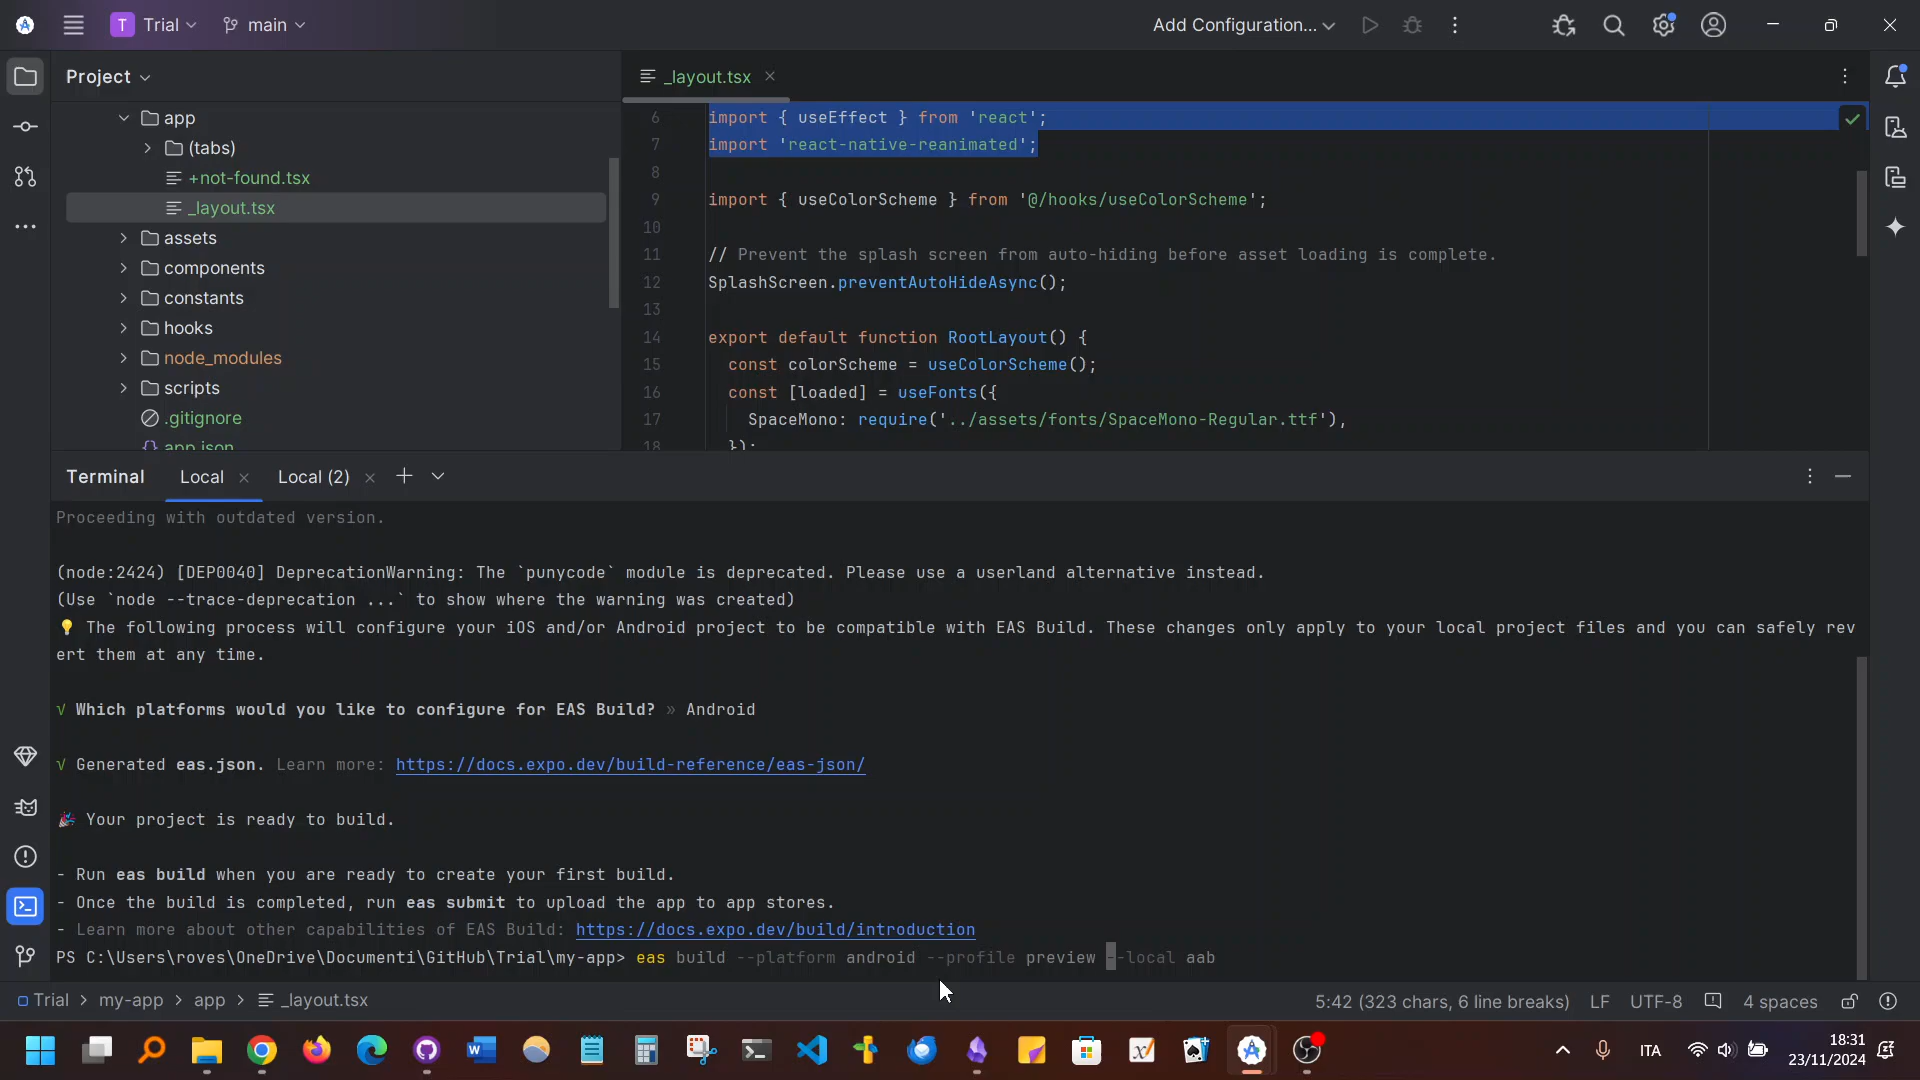 T Trial main Add Configuration...
Project
_layout.tsx
app
(tabs)
+not-found.tsx
_layout.tsx
assets
components
constants
hooks
node_modules
scripts
.gitignore
app.json
6 import { useEffect } from 'react';
7 import 'react-native-reanimated';
8
9 import { useColorScheme } from '@/hooks/useColorScheme';
10
11 // Prevent the splash screen from auto-hiding before asset loading is complete.
12 SplashScreen.preventAutoHideAsync();
13
14 export default function RootLayout() {
15 const colorScheme = useColorScheme();
16 const [loaded] = useFonts({
17 SpaceMono: require('../assets/fonts/SpaceMono-Regular.ttf'),
18 });
Terminal Local Local (2)
Proceeding with outdated version.
(node:2424) [DEP0040] DeprecationWarning: The `punycode` module is deprecated. Please use a userland alternative instead.
(Use `node --trace-deprecation ...` to show where the warning was created)
💡 The following process will configure your iOS and/or Android project to be compatible with EAS Build. These changes only apply to your local project files and you can safely rev
ert them at any time.
√ Which platforms would you like to configure for EAS Build? » Android
√ Generated eas.json. Learn more: https://docs.expo.dev/build-reference/eas-json/
🎉 Your project is ready to build.
- Run eas build when you are ready to create your first build.
- Once the build is completed, run eas submit to upload the app to app stores.
- Learn more about other capabilities of EAS Build: https://docs.expo.dev/build/introduction
PS C:\Users\roves\OneDrive\Documenti\GitHub\Trial\my-app> eas build --platform android --profile preview --local aab
Trial > my-app > app > _layout.tsx
5:42 (323 chars, 6 line breaks) LF UTF-8 4 spaces
ITA
18:31
23/11/2024